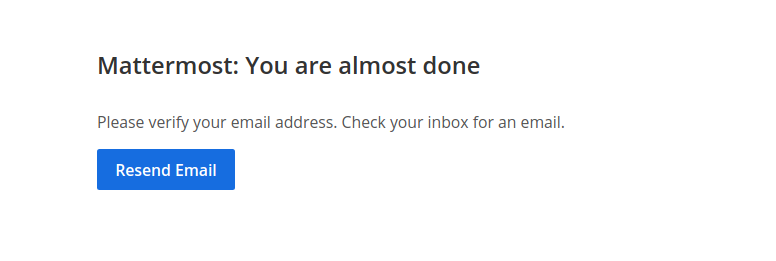 Mattermost: You are almost done
Please verify your email address. Check your inbox for an email.
Resend Email